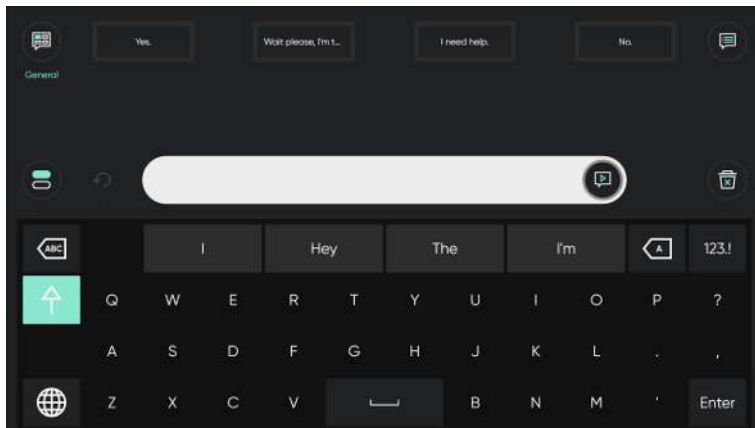 Yes. Wait please, I'm t... I need help. No.
General
ABC I Hey The I'm A 123.!
Q W E R T Y U I O P ?
A S D F G H J K L . ,
Z X C V B N M ' Enter